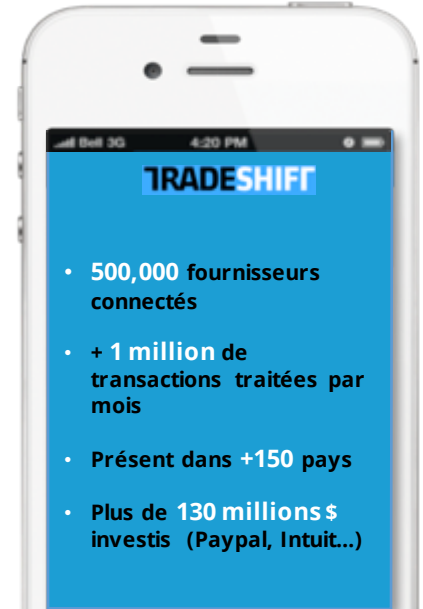 Bell 3G 4:20 PM
TRADESHIFT
• 500,000 fournisseurs
connectés
• + 1 million de
transactions traitées par
mois
• Présent dans +150 pays
• Plus de 130 millions $
investis (Paypal, Intuit...)